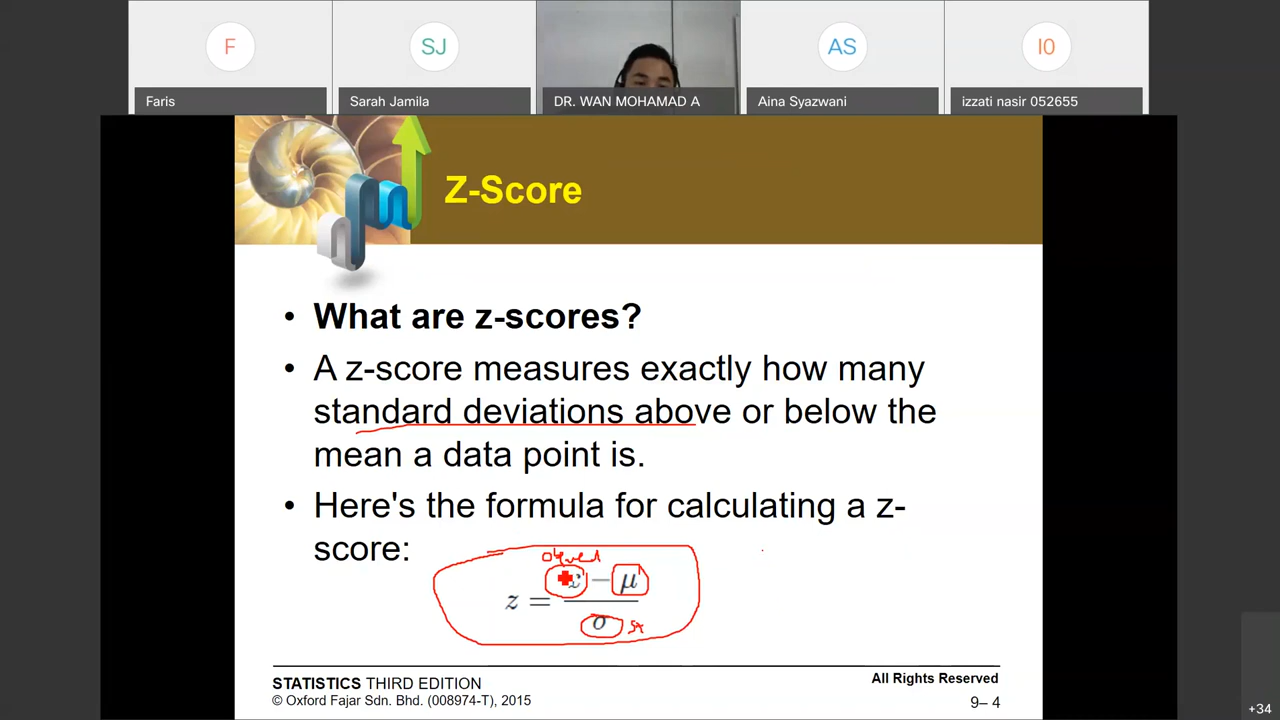 F
SJ
AS
I0
Faris
Sarah Jamila
DR. WAN MOHAMAD A
Aina Syazwani
izzati nasir 052655
Z-Score
• What are z-scores?
• A z-score measures exactly how many
standard deviations above or below the
mean a data point is.
• Here's the formula for calculating a z-
score:
z = x − μ / σ
STATISTICS THIRD EDITION
© Oxford Fajar Sdn. Bhd. (008974-T), 2015
All Rights Reserved
9– 4
+34